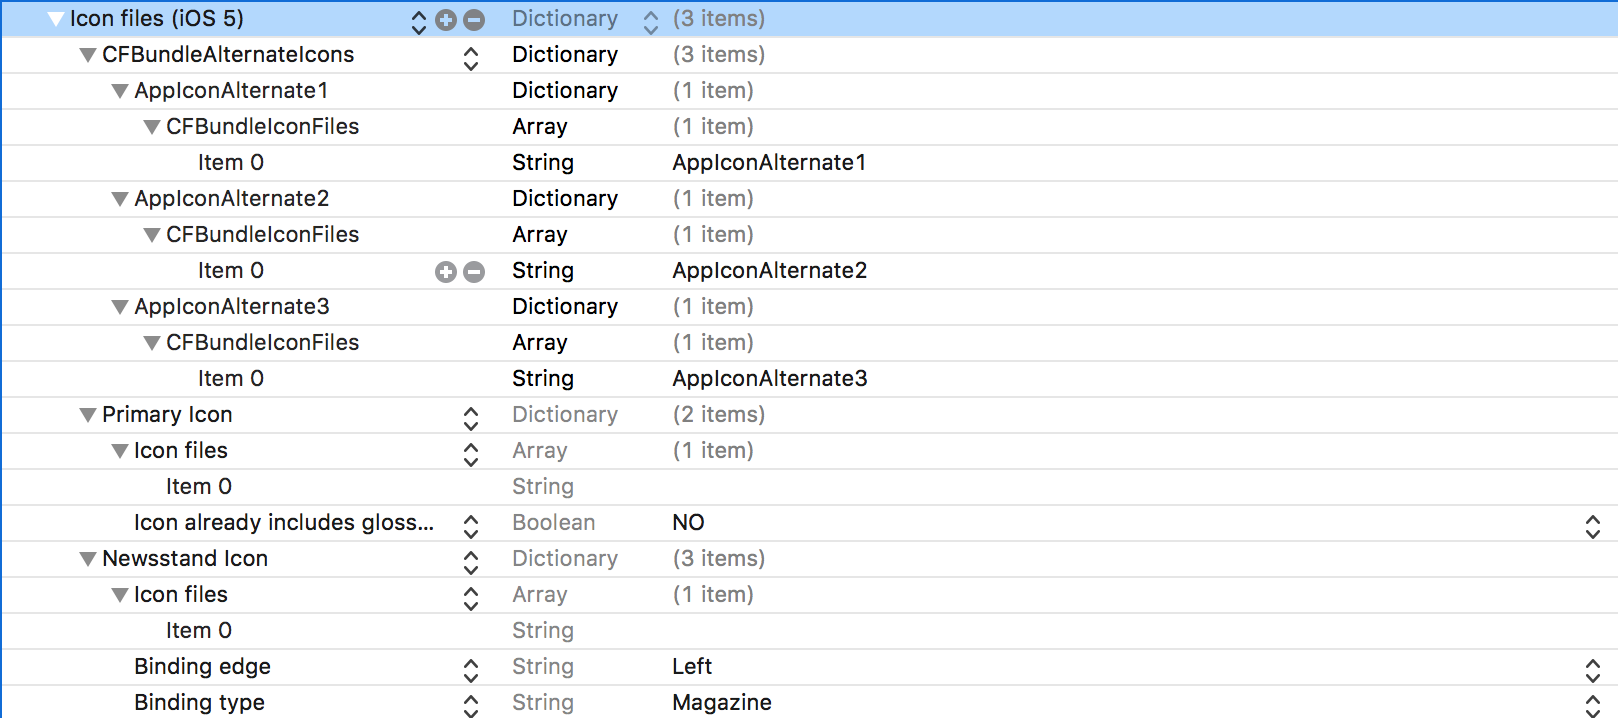 Icon files (iOS 5) Dictionary (3 items)
CFBundleAlternateIcons Dictionary (3 items)
AppIconAlternate1 Dictionary (1 item)
CFBundleIconFiles Array (1 item)
Item 0 String AppIconAlternate1
AppIconAlternate2 Dictionary (1 item)
CFBundleIconFiles Array (1 item)
Item 0 String AppIconAlternate2
AppIconAlternate3 Dictionary (1 item)
CFBundleIconFiles Array (1 item)
Item 0 String AppIconAlternate3
Primary Icon Dictionary (2 items)
Icon files Array (1 item)
Item 0 String
Icon already includes gloss... Boolean NO
Newsstand Icon Dictionary (3 items)
Icon files Array (1 item)
Item 0 String
Binding edge String Left
Binding type String Magazine